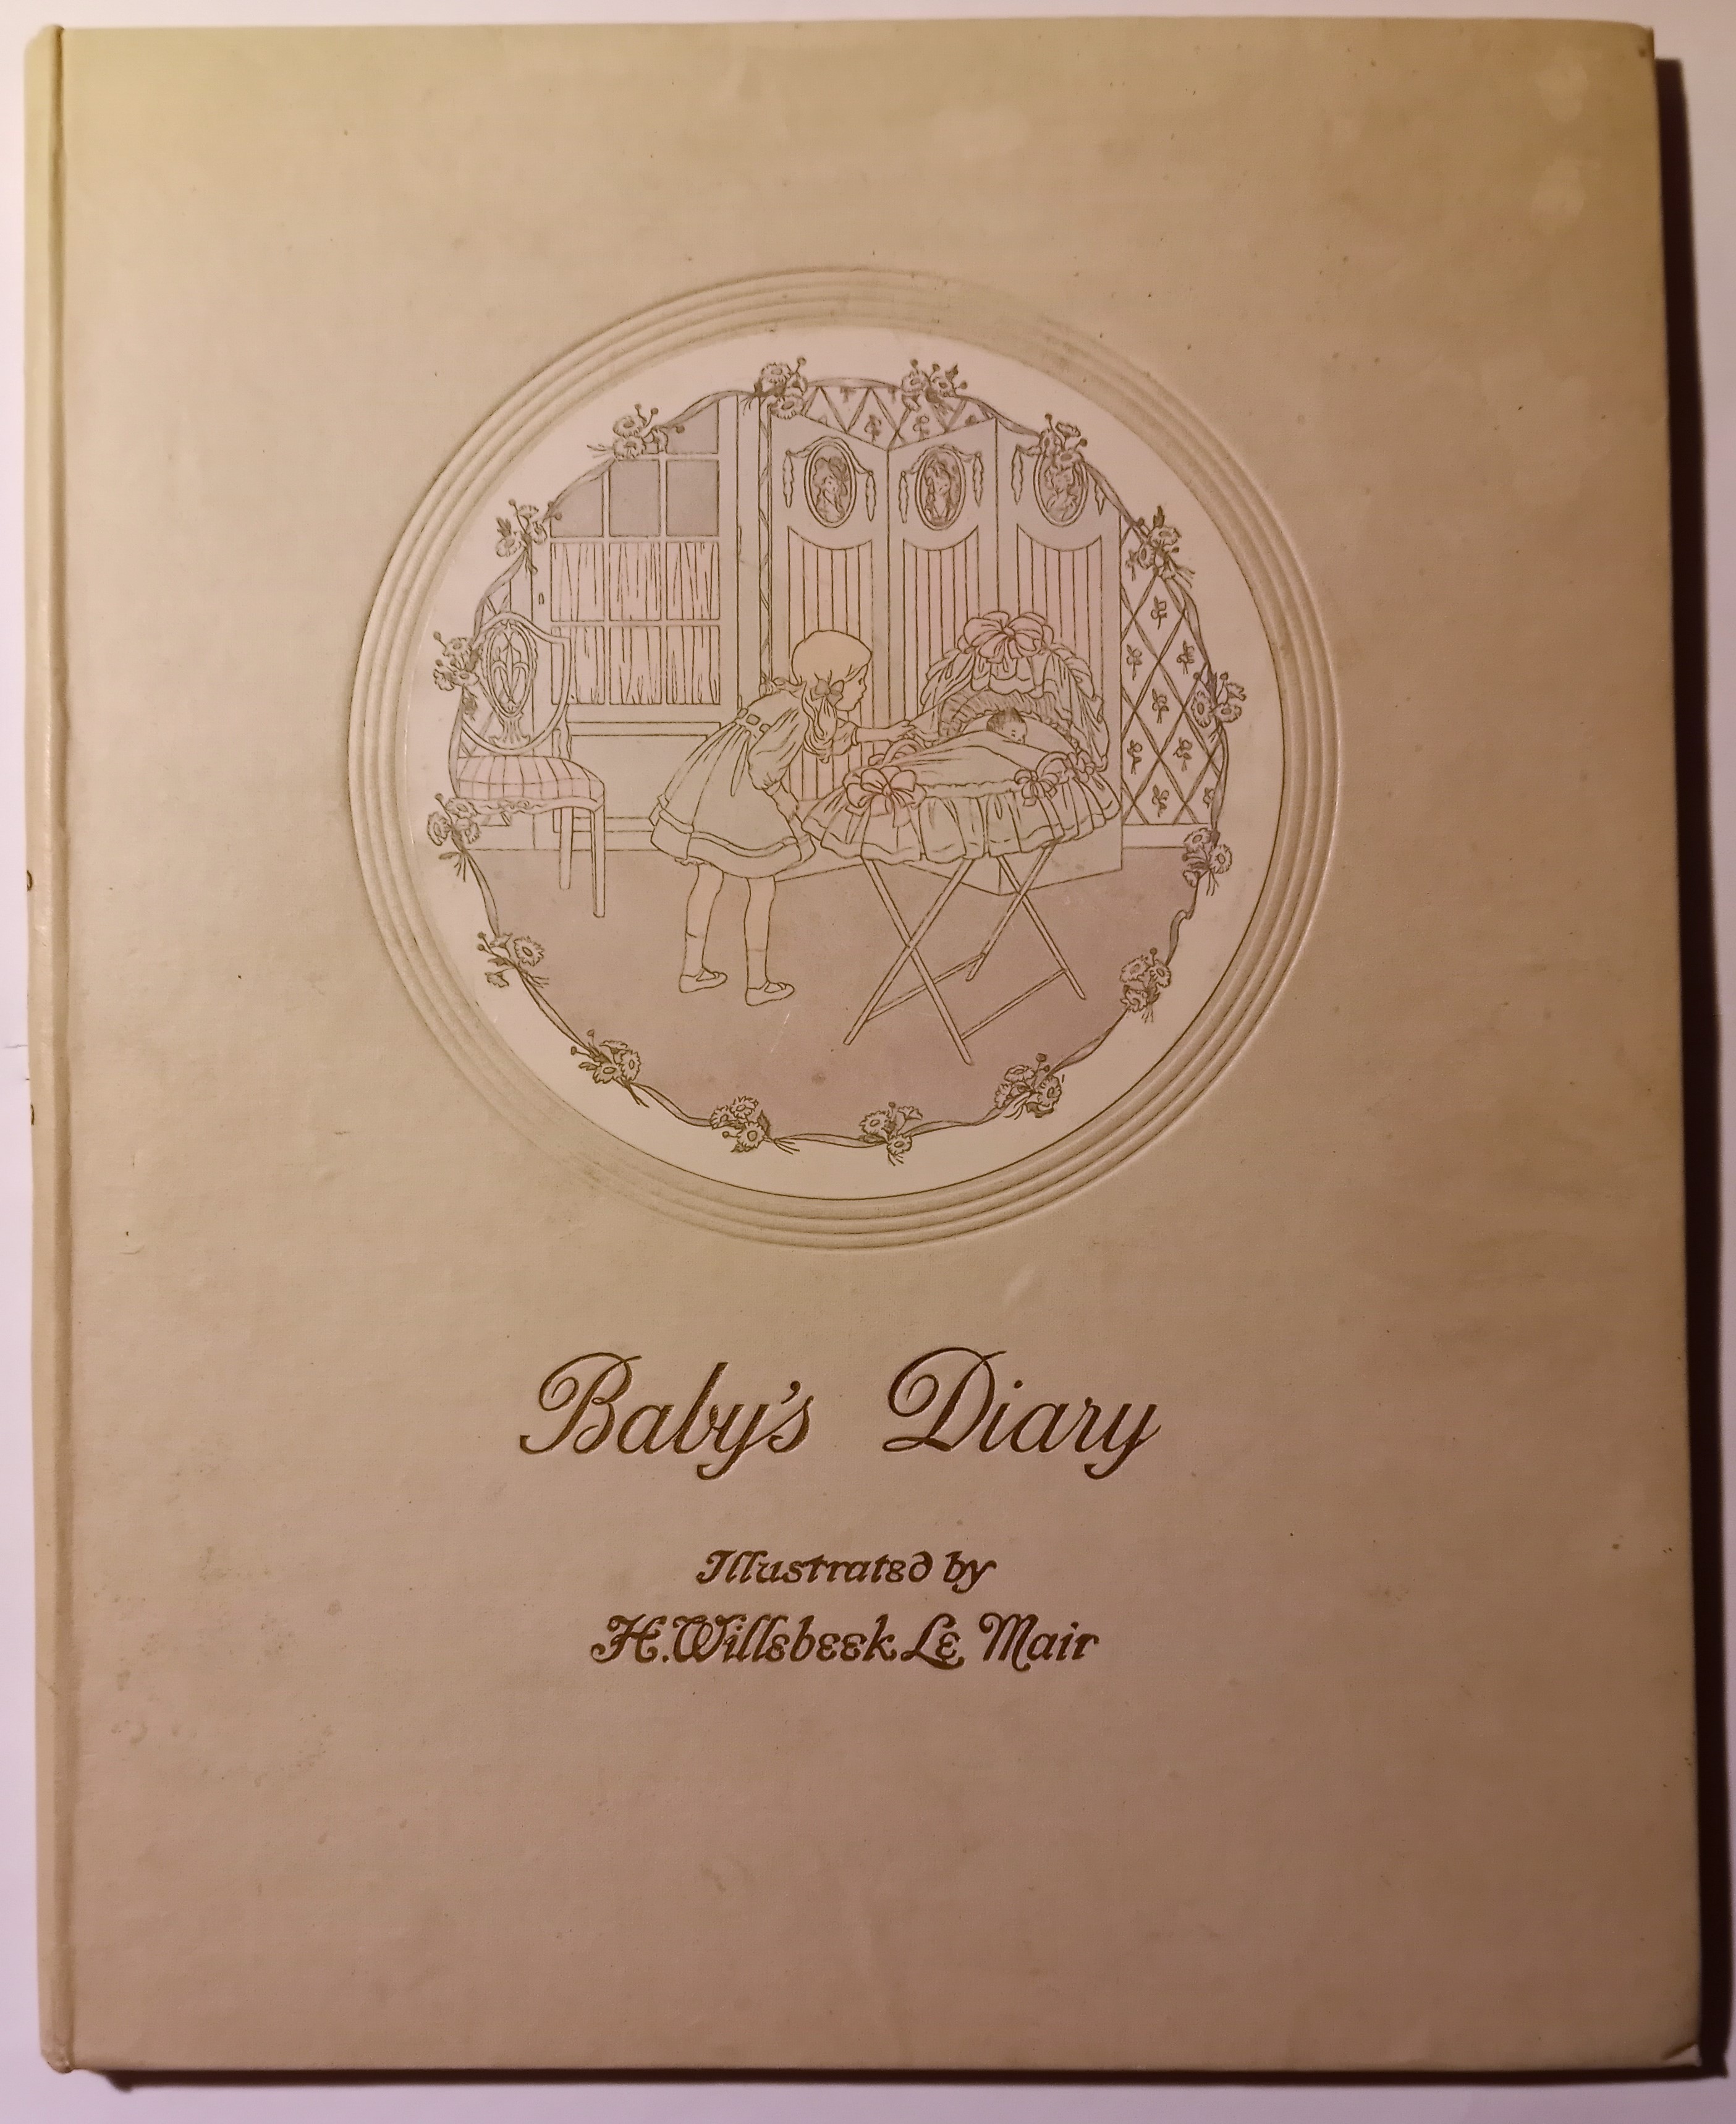 Baby's Diary
Illustrated by
H. Willebeek Le Mair